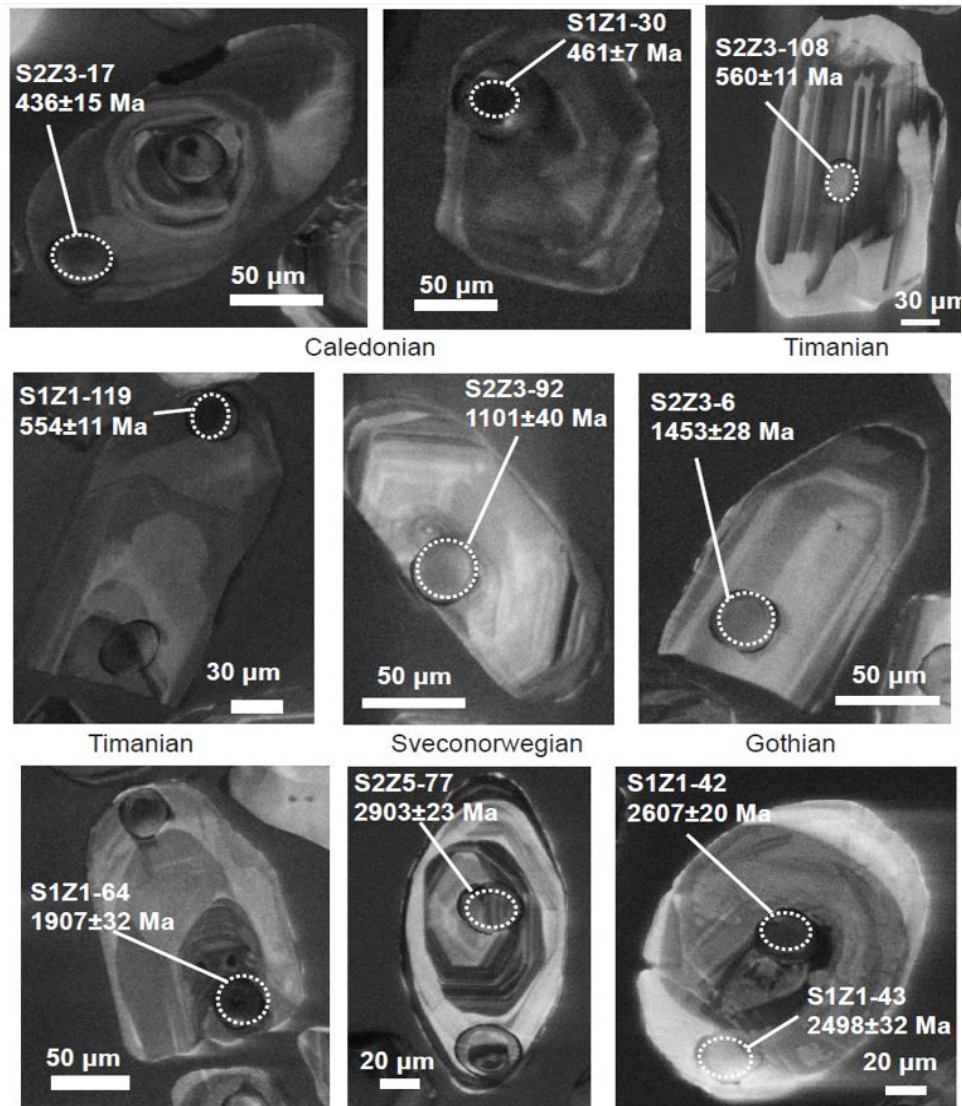 S2Z3-17
436±15 Ma
50 µm
S1Z1-30
461±7 Ma
50 µm
S2Z3-108
560±11 Ma
30 µm
Caledonian
Timanian
S1Z1-119
554±11 Ma
30 µm
S2Z3-92
1101±40 Ma
50 µm
S2Z3-6
1453±28 Ma
50 µm
Timanian
Sveconorwegian
Gothian
S1Z1-64
1907±32 Ma
50 µm
S2Z5-77
2903±23 Ma
20 µm
S1Z1-42
2607±20 Ma
S1Z1-43
2498±32 Ma
20 µm